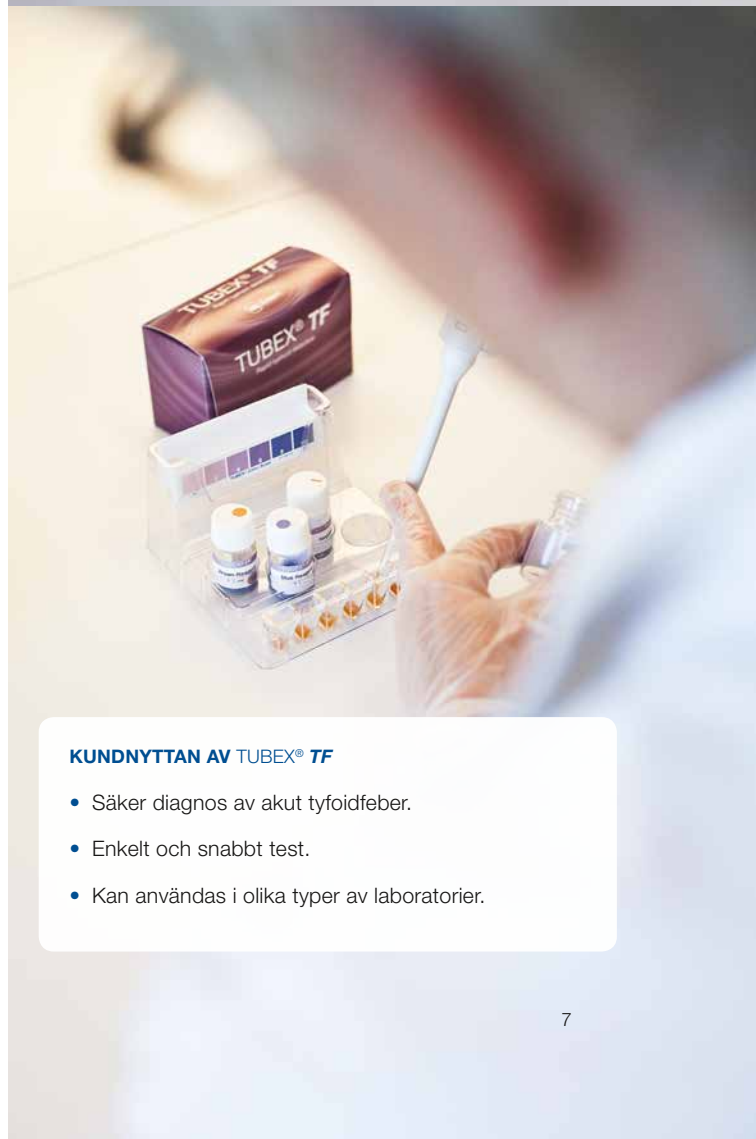 TUBEX® TF
TUBEX® TF
KUNDNYTTAN AV TUBEX® TF
• Säker diagnos av akut tyfoidfeber.
• Enkelt och snabbt test.
• Kan användas i olika typer av laboratorier.
7